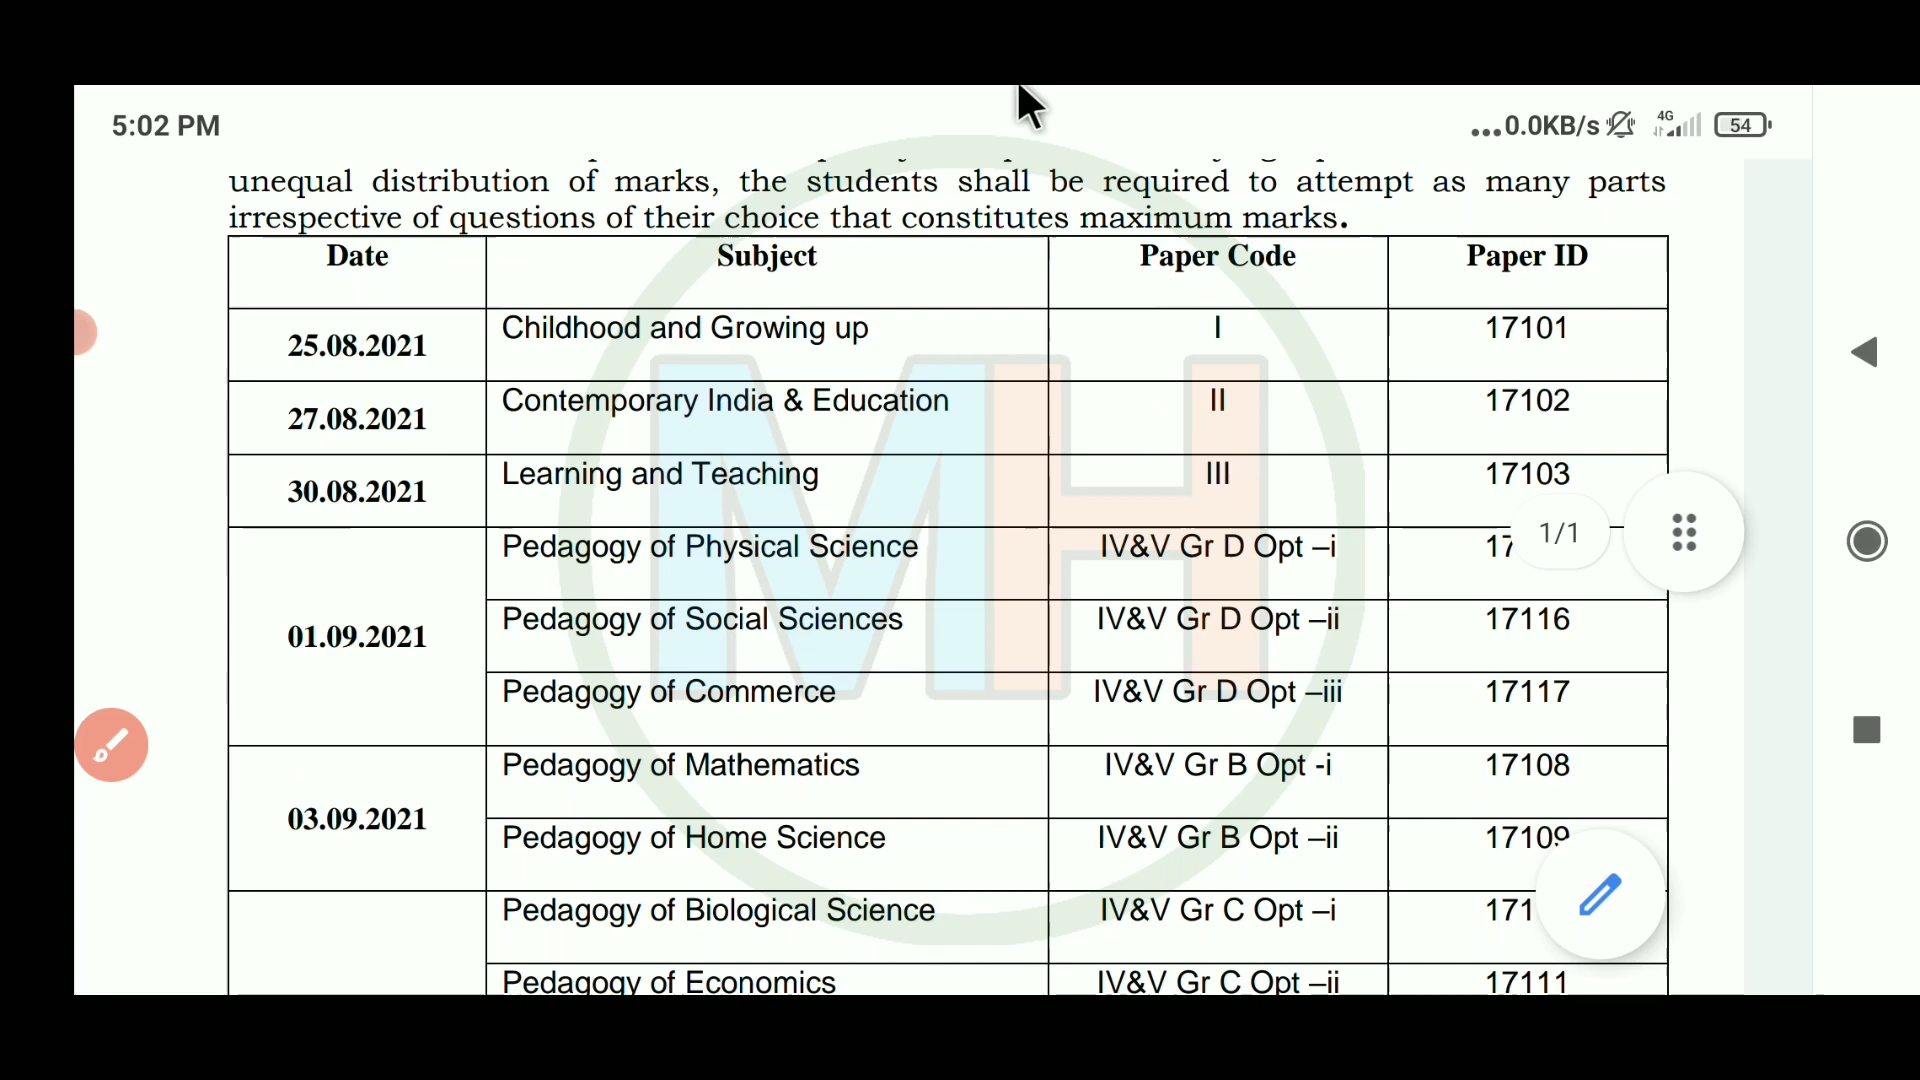 5:02 PM
...0.0KB/s 4G 54
unequal distribution of marks, the students shall be required to attempt as many parts
irrespective of questions of their choice that constitutes maximum marks.
Date Subject Paper Code Paper ID
25.08.2021 Childhood and Growing up I 17101
27.08.2021 Contemporary India & Education II 17102
30.08.2021 Learning and Teaching III 17103
1/1
01.09.2021
Pedagogy of Physical Science IV&V Gr D Opt –i 17
Pedagogy of Social Sciences IV&V Gr D Opt –ii 17116
Pedagogy of Commerce IV&V Gr D Opt –iii 17117
03.09.2021
Pedagogy of Mathematics IV&V Gr B Opt -i 17108
Pedagogy of Home Science IV&V Gr B Opt –ii 17109
Pedagogy of Biological Science IV&V Gr C Opt –i 171
Pedagogy of Economics IV&V Gr C Opt –ii 17111
MH